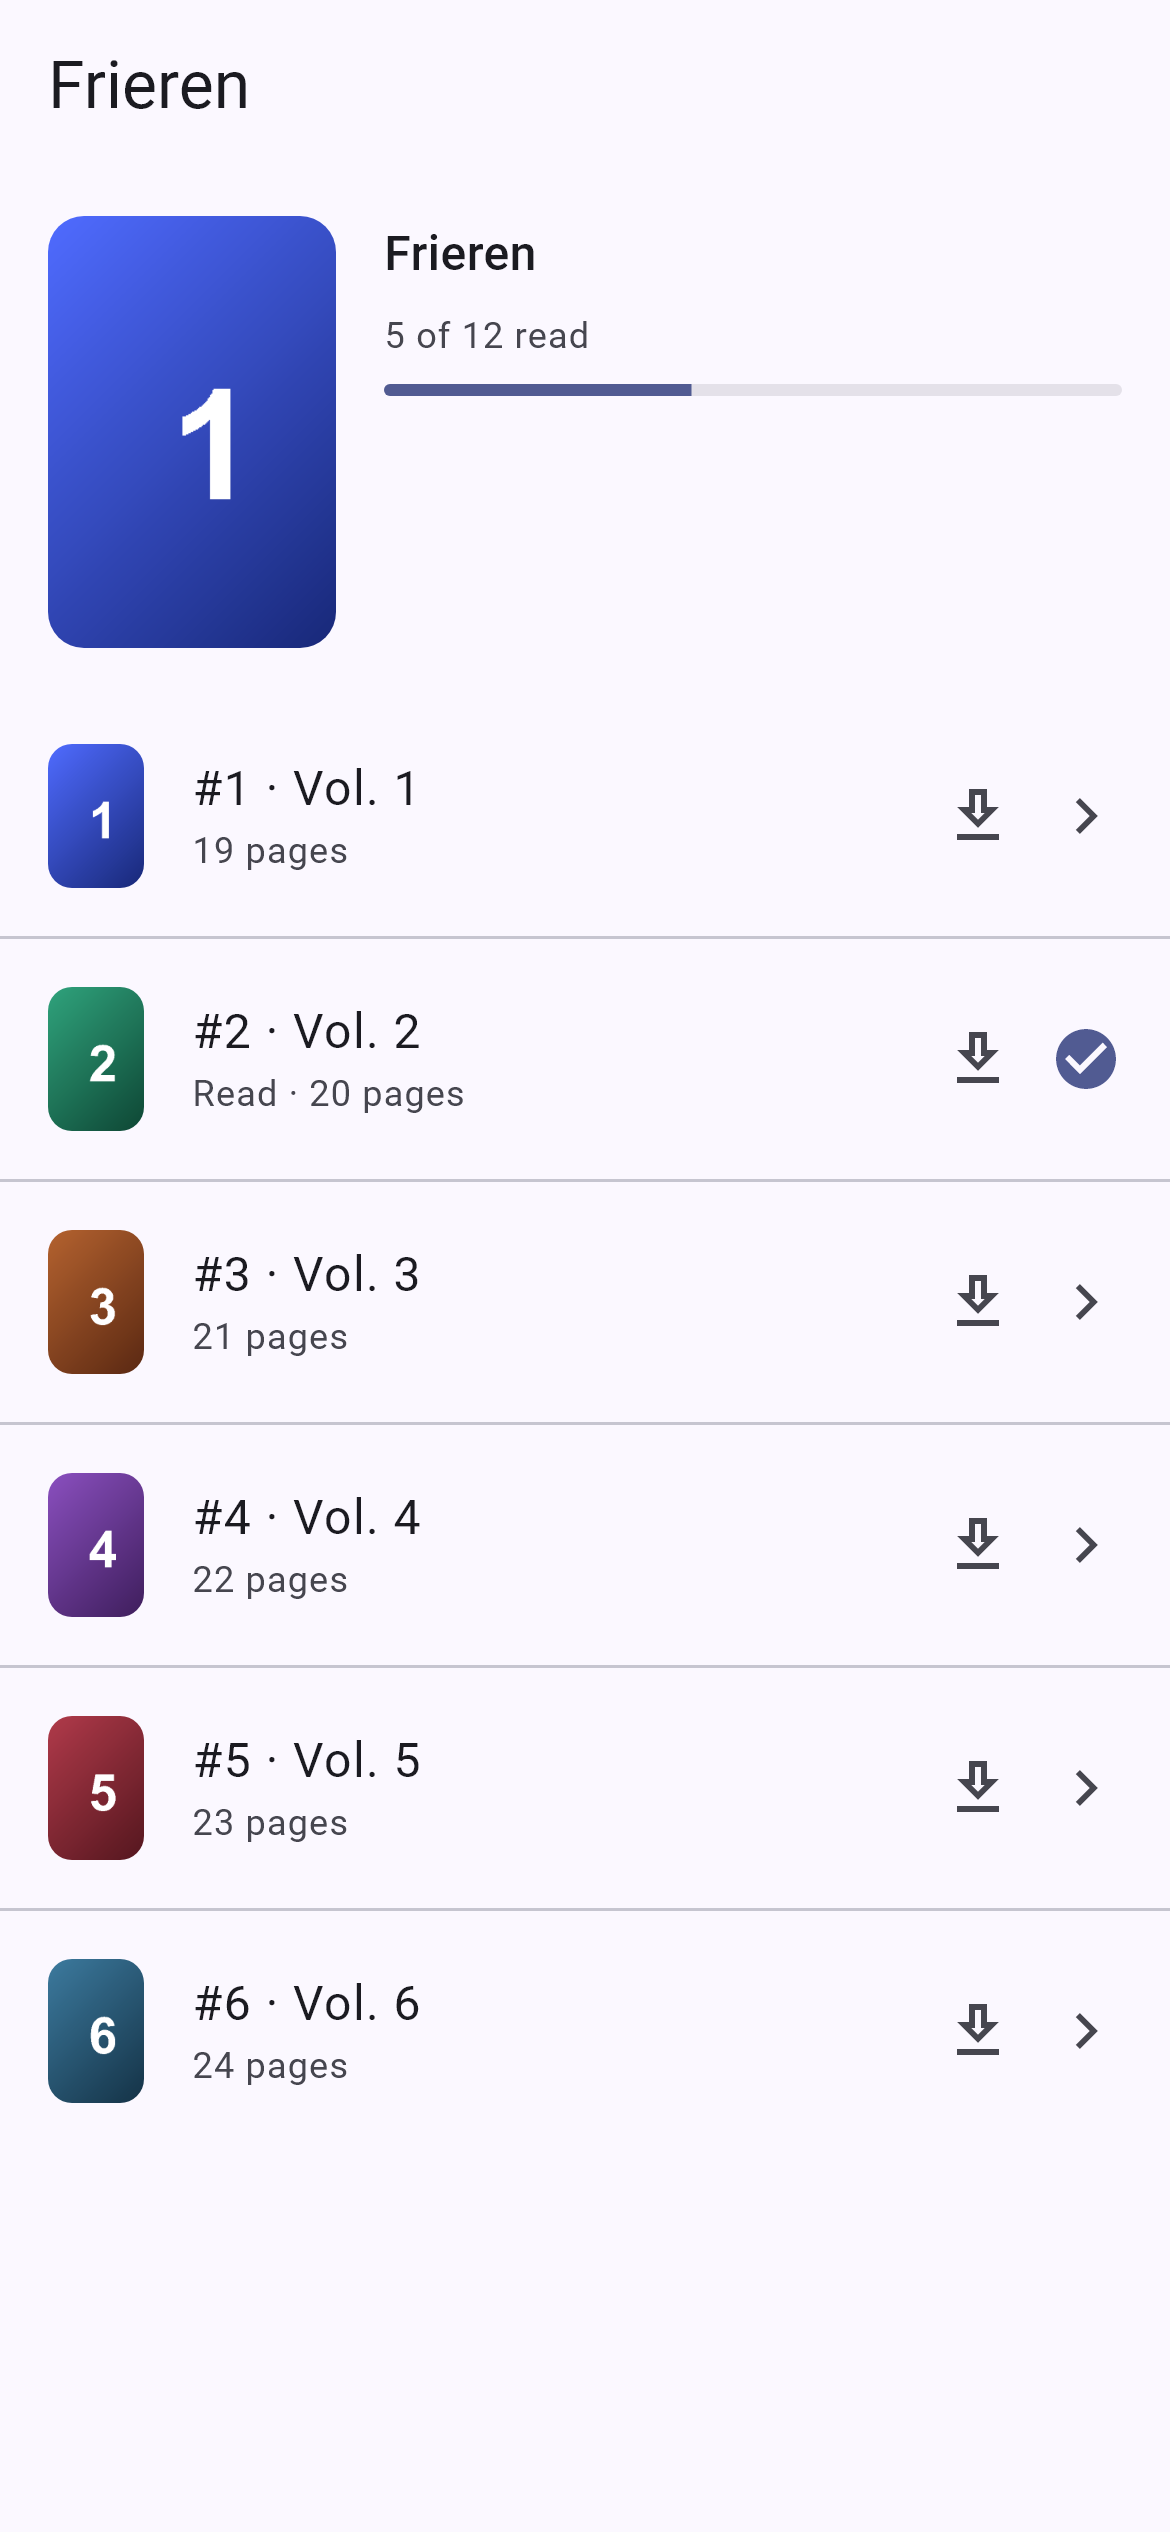 Frieren
1
Frieren
5 of 12 read
1
#1 · Vol. 1
19 pages
2
#2 · Vol. 2
Read · 20 pages
3
#3 · Vol. 3
21 pages
4
#4 · Vol. 4
22 pages
5
#5 · Vol. 5
23 pages
6
#6 · Vol. 6
24 pages